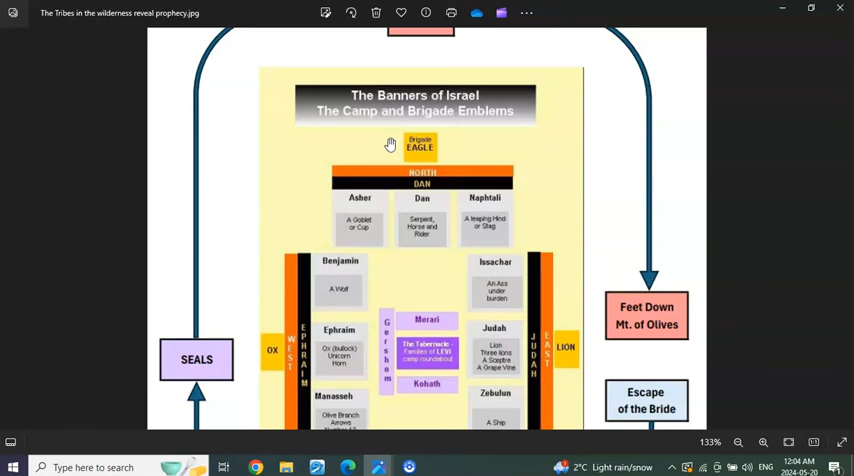 The Tribes in the wilderness reveal prophecy.jpg
The Banners of Israel
The Camp and Brigade Emblems
Brigade
EAGLE
NORTH
DAN
Asher
A Goblet
or Cup
Dan
Serpent,
Horse and
Rider
Naphtali
A leaping Hind
or Stag
Benjamin
A Wolf
Issachar
An Ass
under
burden
OX
WEST
EPHRAIM
Ephraim
Ox (bullock)
Unicorn
Horn
Gershom
Merari
The Tabernacle
Families of LEVI
camp roundabout
Kohath
Judah
Lion
Three lions
A Sceptre
A Grape Vine
JUDAH
EAST
LION
Manasseh
Olive Branch
Arrows
Zebulun
A Ship
SEALS
Feet Down
Mt. of Olives
Escape
of the Bride
133%
Type here to search
2°C Light rain/snow
ENG
12:04 AM
2024-05-20